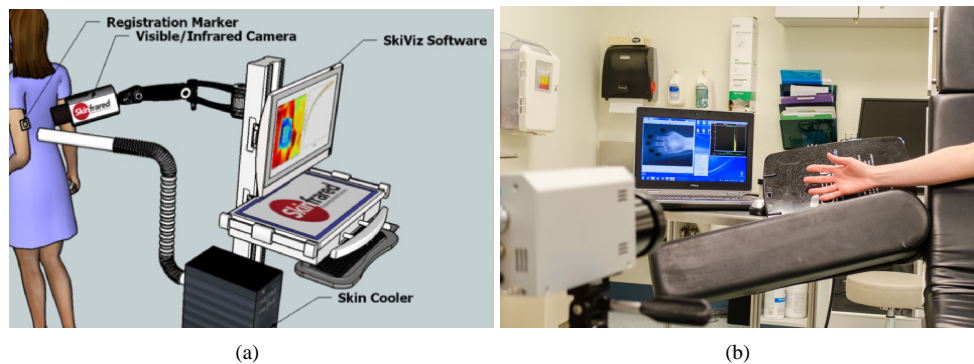 Registration Marker
Visible/Infrared Camera
SkiViz Software
Skinfrared
Skinfrared
Skin Cooler
(a)
(b)